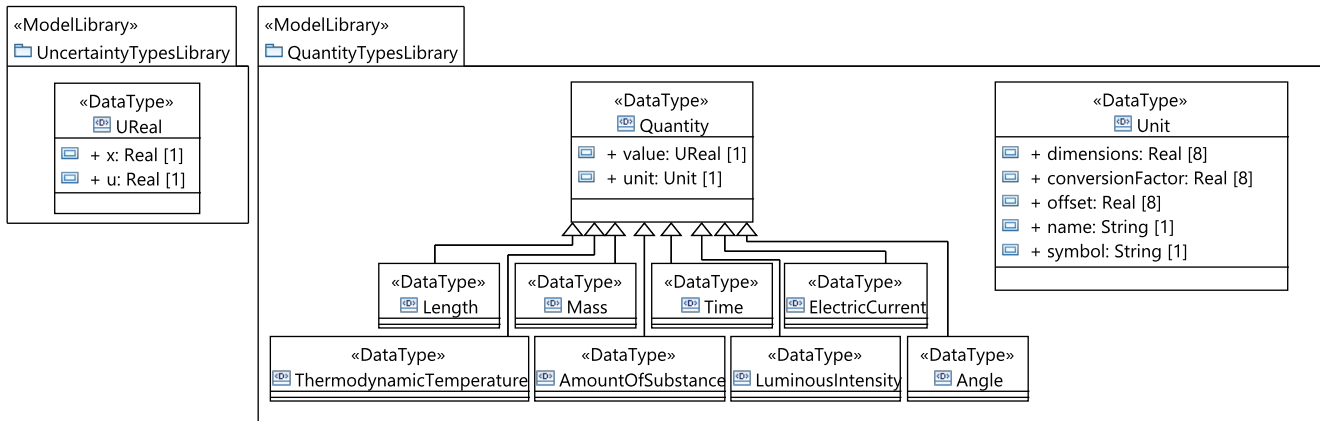 «ModelLibrary»
UncertaintyTypesLibrary
«DataType»
UReal
+ x: Real [1]
+ u: Real [1]
«ModelLibrary»
QuantityTypesLibrary
«DataType»
Quantity
+ value: UReal [1]
+ unit: Unit [1]
«DataType»
Unit
+ dimensions: Real [8]
+ conversionFactor: Real [8]
+ offset: Real [8]
+ name: String [1]
+ symbol: String [1]
«DataType»
Length
«DataType»
Mass
«DataType»
Time
«DataType»
ElectricCurrent
«DataType»
ThermodynamicTemperature
«DataType»
AmountOfSubstance
«DataType»
LuminousIntensity
«DataType»
Angle